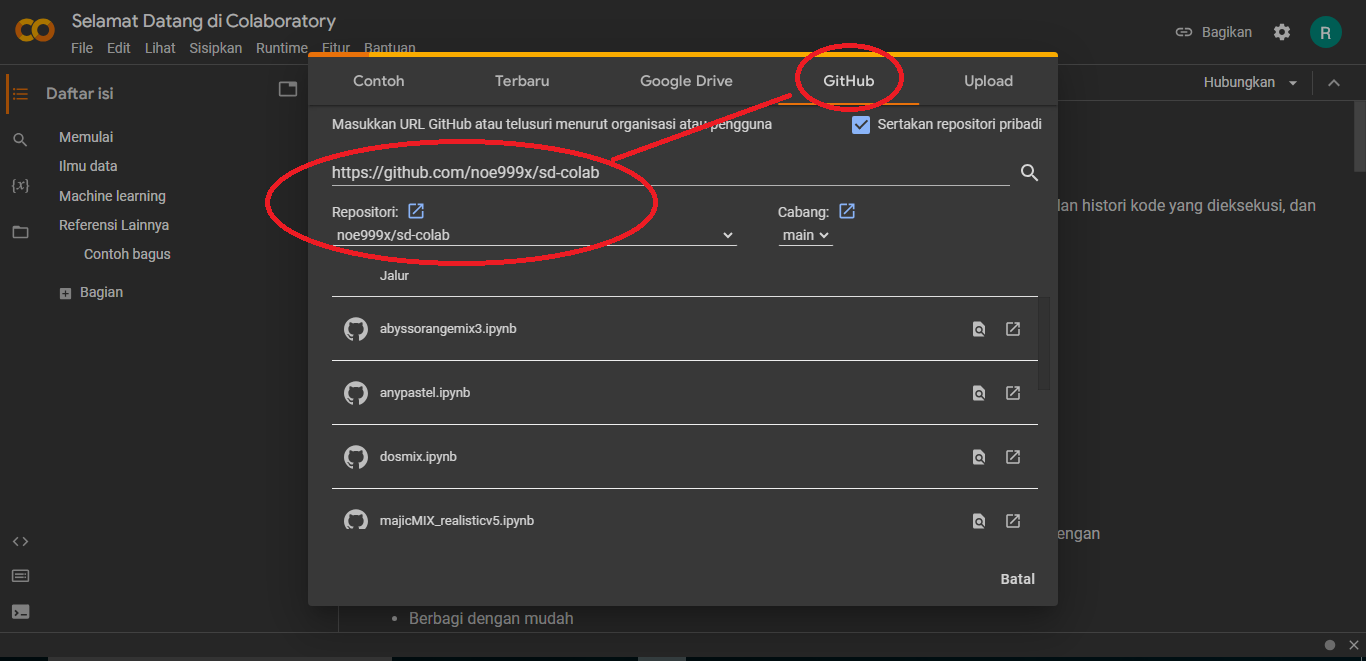 Selamat Datang di Colaboratory
File Edit Lihat Sisipkan Runtime Fitur Bantuan
Bagikan
R
Daftar isi
Memulai
Ilmu data
Machine learning
Referensi Lainnya
Contoh bagus
Bagian
Hubungkan
Contoh Terbaru Google Drive GitHub Upload
Masukkan URL GitHub atau telusuri menurut organisasi atau pengguna
Sertakan repositori pribadi
https://github.com/noe999x/sd-colab
Repositori: Cabang:
noe999x/sd-colab main
Jalur
abyssorangemix3.ipynb
anypastel.ipynb
dosmix.ipynb
majicMIX_realisticv5.ipynb
Batal
dan histori kode yang dieksekusi, dan
engan
• Berbagi dengan mudah